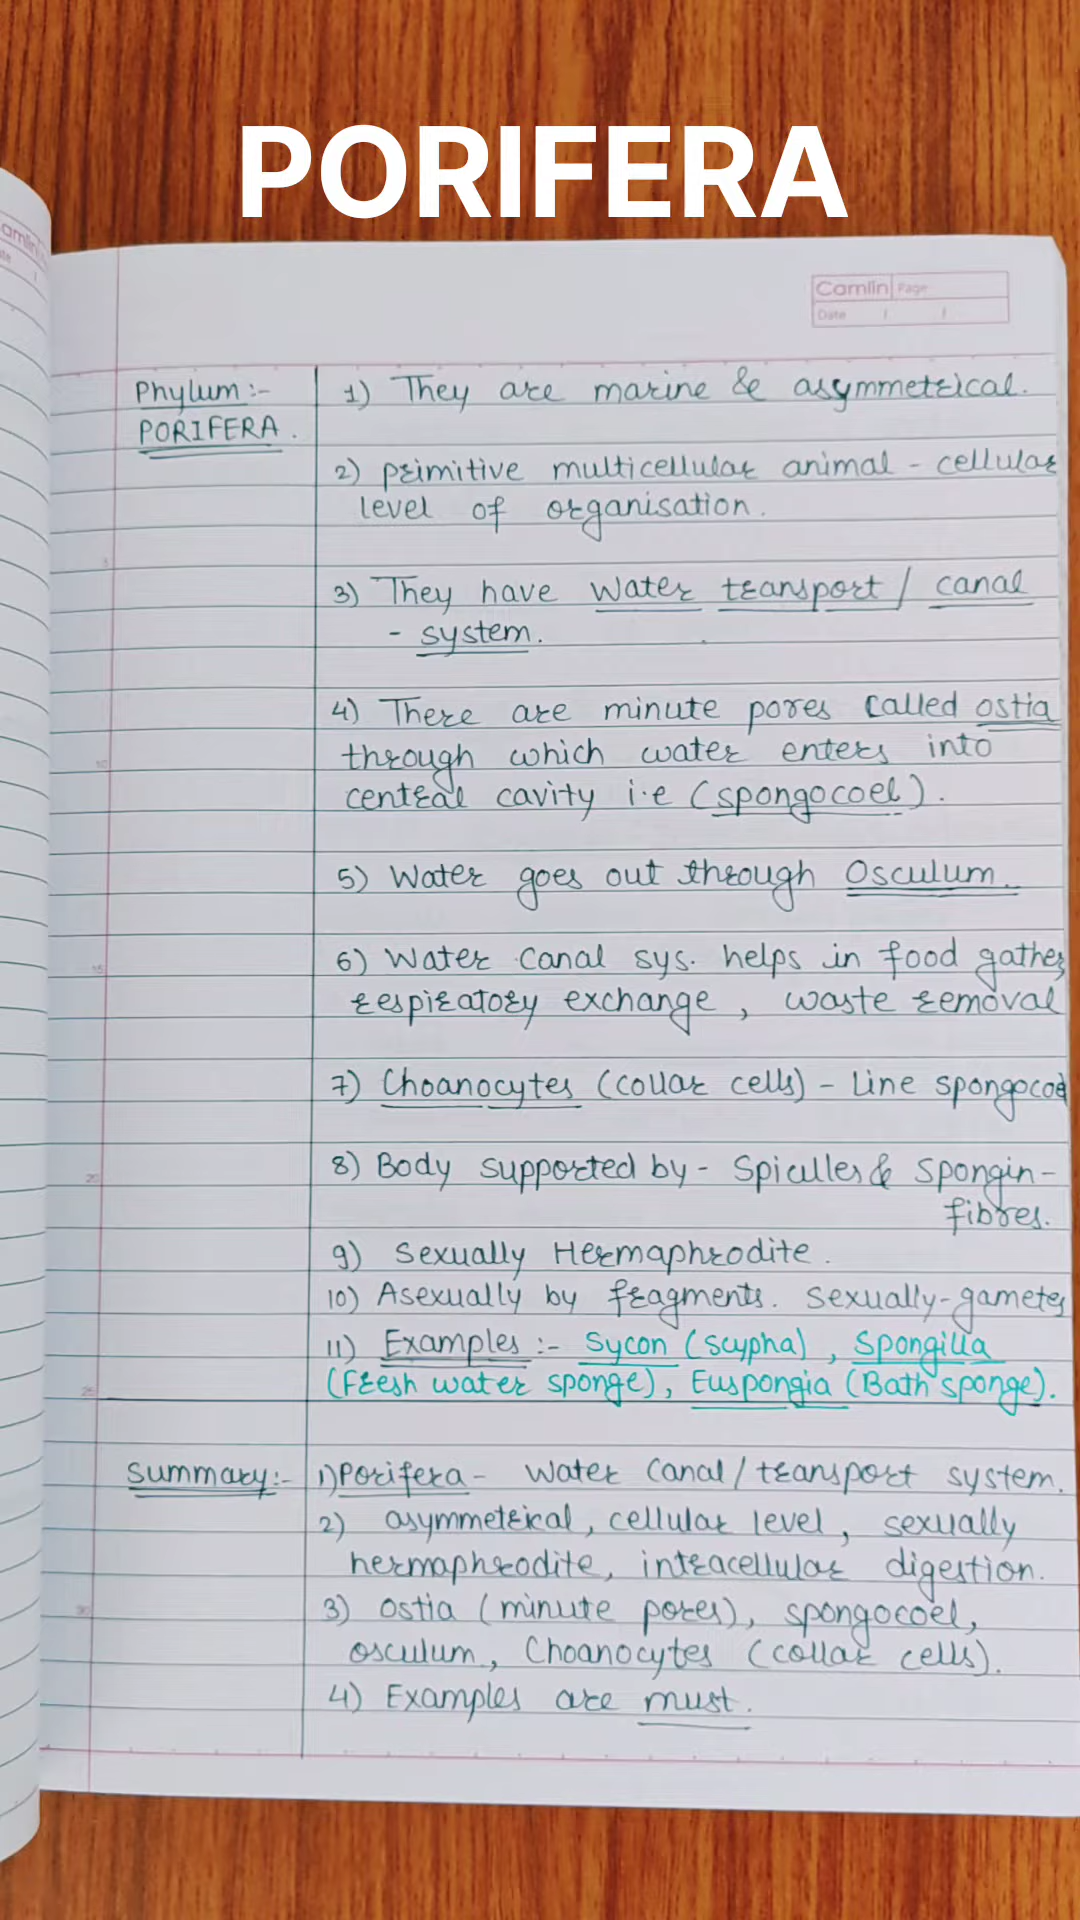 PORIFERA
Camlin Page
Date / /
Phylum :-
PORIFERA.
1) They are marine & asymmetrical.
2) primitive multicellular animal - cellular
level of organisation.
3) They have water transport / canal
- system.
4) There are minute pores called ostia
through which water enters into
central cavity i.e (spongocoel).
5) Water goes out through Osculum.
6) Water canal sys. helps in food gather,
respiratory exchange, waste removal
7) Choanocytes (collar cells) - Line spongocoel
8) Body supported by - Spiculles & spongin -
fibres.
9) Sexually Hermaphrodite.
10) Asexually by fragments. Sexually-gametes
11) Examples :- Sycon (scypha), Spongilla
(Fresh water sponge), Euspongia (Bath sponge).
Summary :-
1) Porifera - Water Canal / transport system.
2) asymmetrical, cellular level, sexually
hermaphrodite, intracellular digestion.
3) Ostia (minute pores), spongocoel,
osculum, Choanocytes (collar cells).
4) Examples are must.